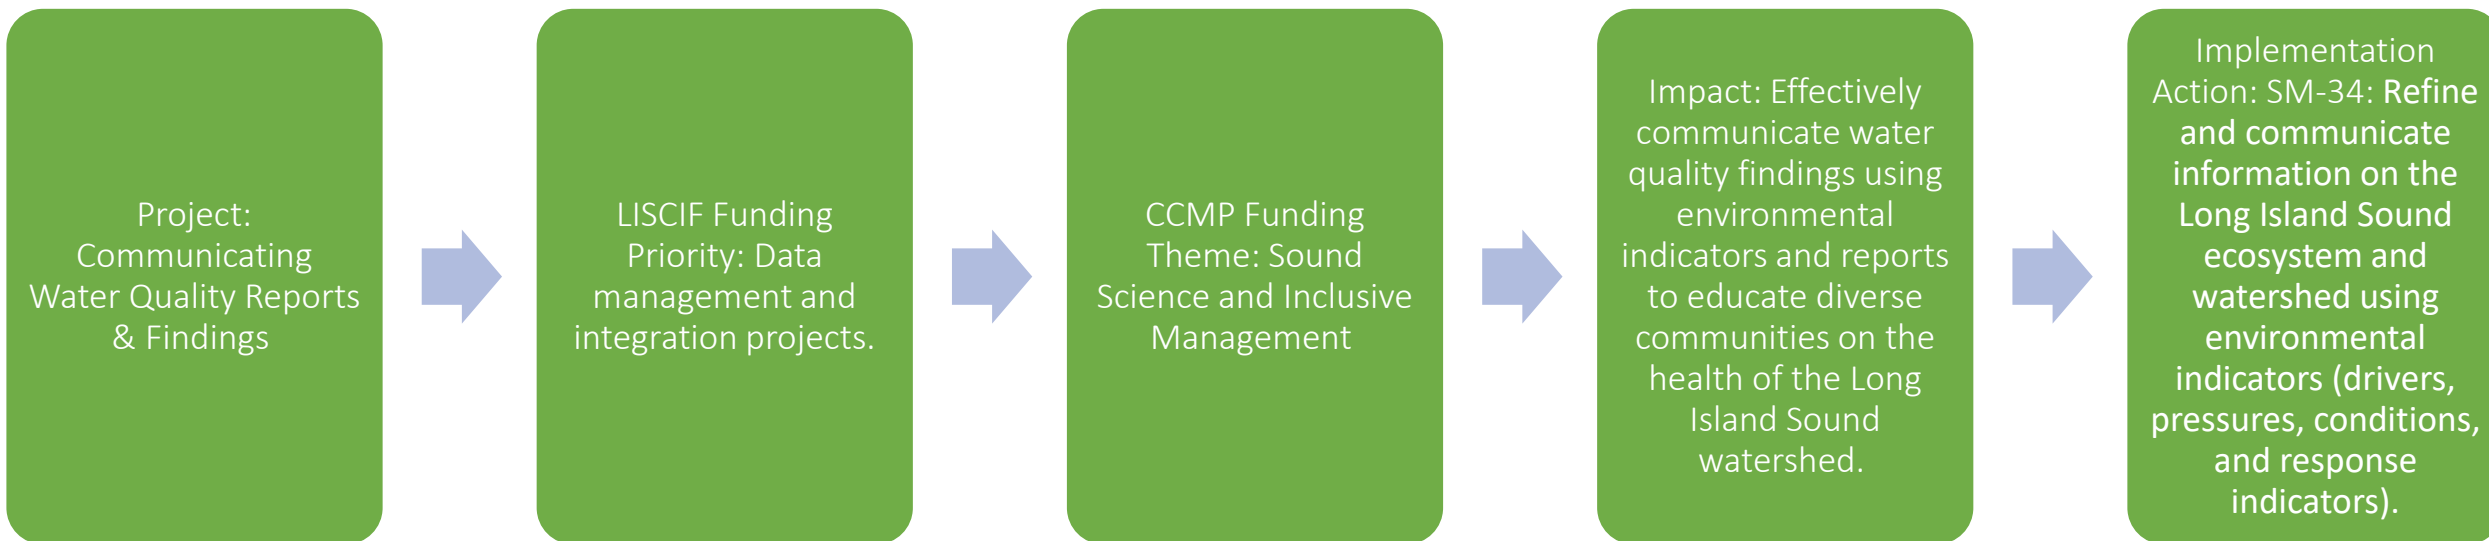 Project:
Communicating
Water Quality Reports
& Findings
LISCIF Funding
Priority: Data
management and
integration projects.
CCMP Funding
Theme: Sound
Science and Inclusive
Management
Impact: Effectively
communicate water
quality findings using
environmental
indicators and reports
to educate diverse
communities on the
health of the Long
Island Sound
watershed.
Implementation
Action: SM-34: Refine
and communicate
information on the
Long Island Sound
ecosystem and
watershed using
environmental
indicators (drivers,
pressures, conditions,
and response
indicators).